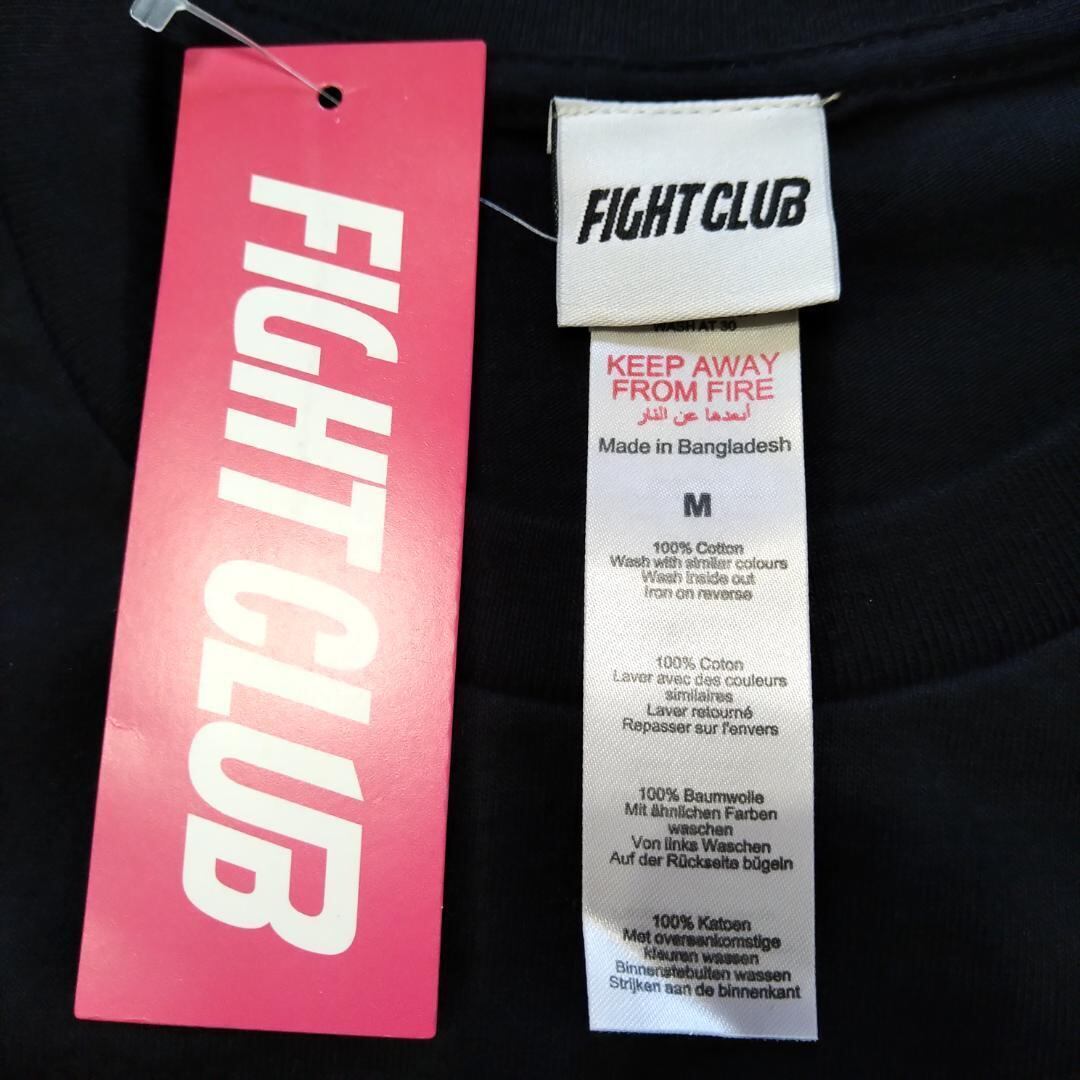 FIGHT CLUB
FIGHT CLUB
WASH AT 30
KEEP AWAY
FROM FIRE
أبعدها عن النار
Made in Bangladesh
M
100% Cotton
Wash with similar colours
Wash inside out
Iron on reverse
100% Coton
Laver avec des couleurs
similaires
Laver retourné
Repasser sur l'envers
100% Baumwolle
Mit ähnlichen Farben
waschen
Von links Waschen
Auf der Rückseite bügeln
100% Katoen
Met overeenkomstige
kleuren wassen
Binnenstebuiten wassen
Strijken aan de binnenkant